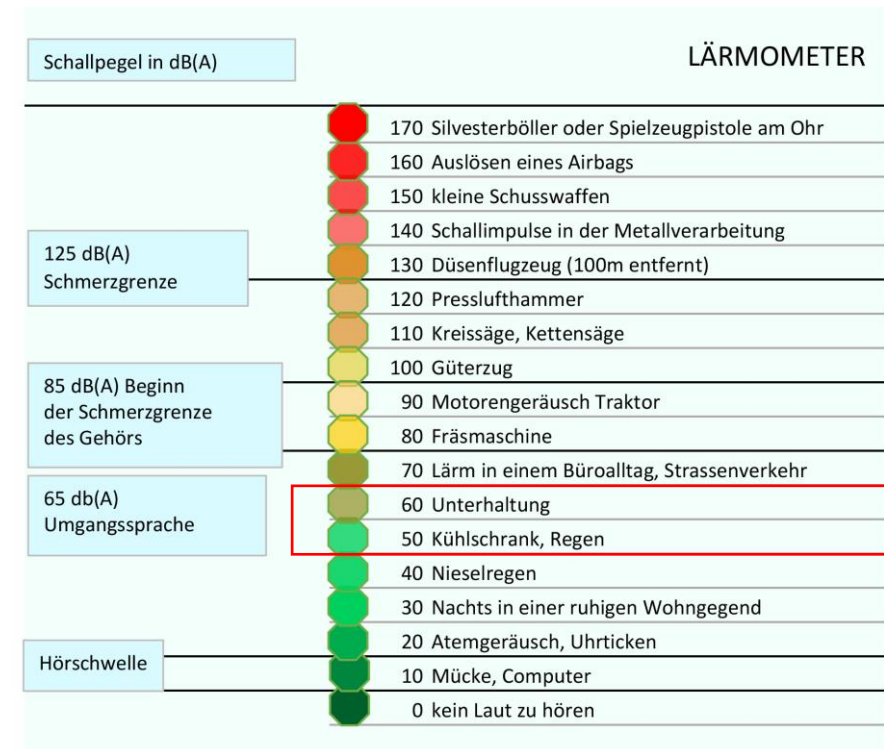 Schallpegel in dB(A)
LÄRMOMETER
170 Silvesterböller oder Spielzeugpistole am Ohr
160 Auslösen eines Airbags
150 kleine Schusswaffen
140 Schallimpulse in der Metallverarbeitung
125 dB(A)
Schmerzgrenze
130 Düsenflugzeug (100m entfernt)
120 Presslufthammer
110 Kreissäge, Kettensäge
100 Güterzug
85 dB(A) Beginn
der Schmerzgrenze
des Gehörs
90 Motorengeräusch Traktor
80 Fräsmaschine
70 Lärm in einem Büroalltag, Strassenverkehr
65 db(A)
Umgangssprache
60 Unterhaltung
50 Kühlschrank, Regen
40 Nieselregen
30 Nachts in einer ruhigen Wohngegend
20 Atemgeräusch, Uhrticken
Hörschwelle
10 Mücke, Computer
0 kein Laut zu hören